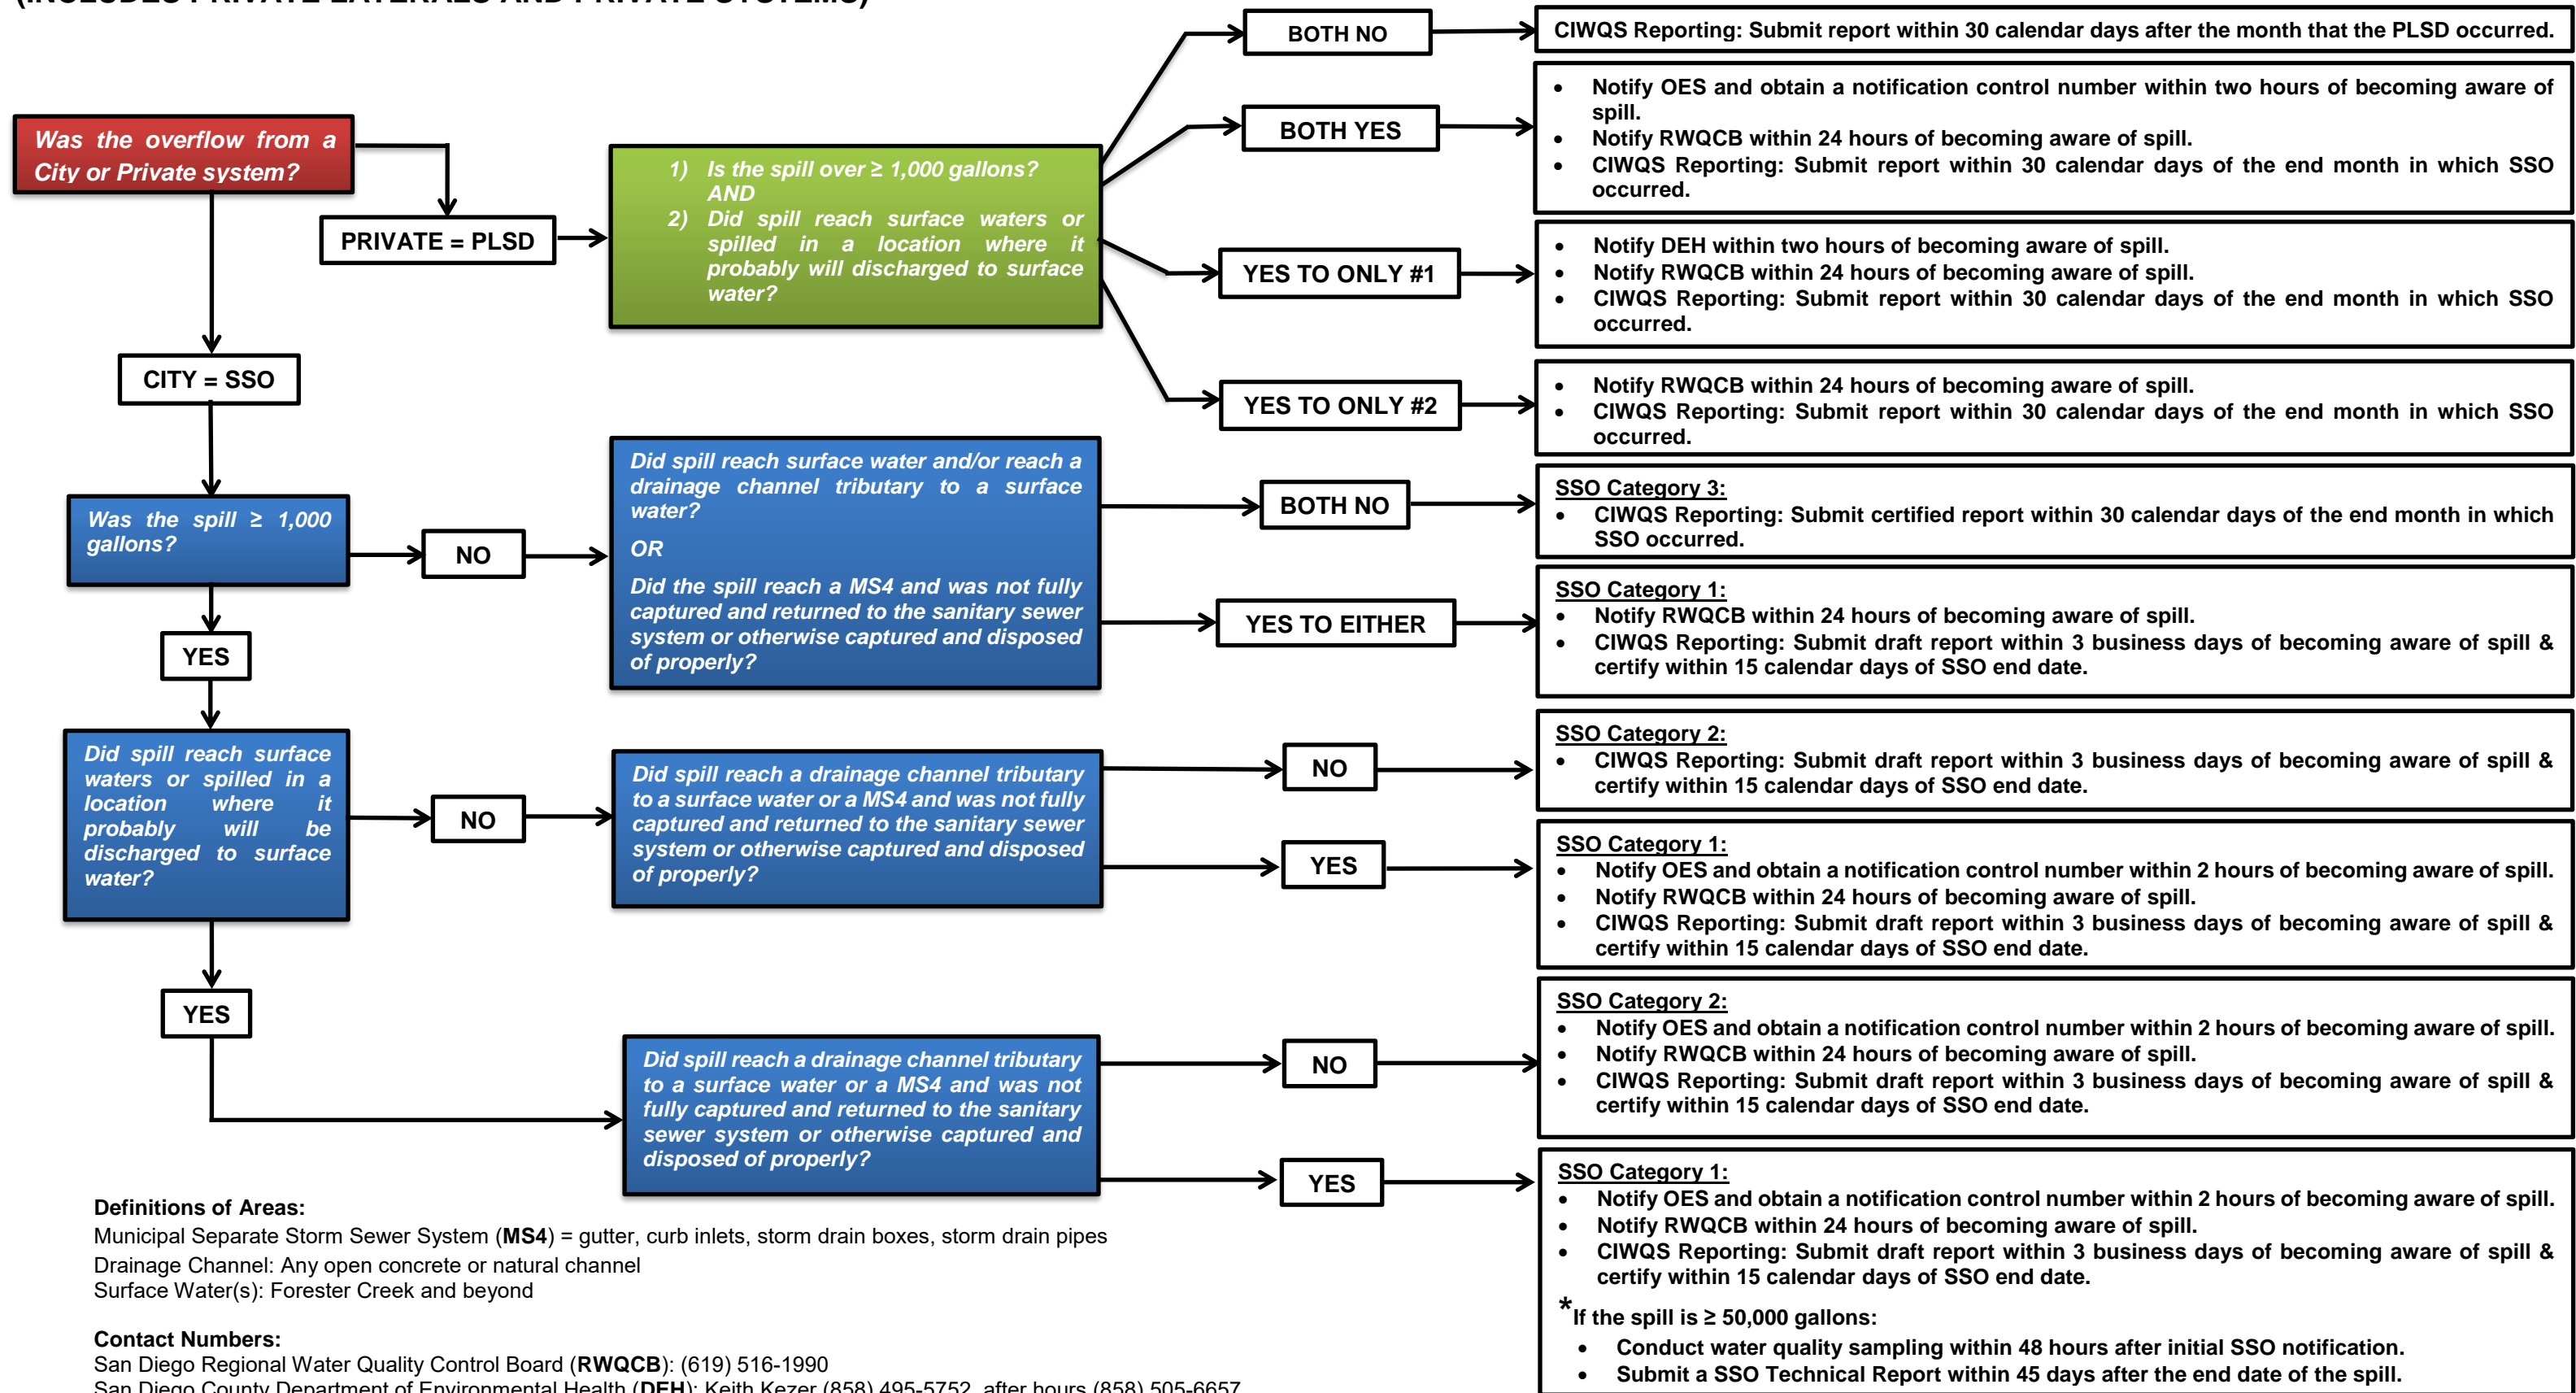 (INCLUDES PRIVATE LATERALS AND PRIVATE SYSTEMS)
Was the overflow from a
City or Private system?
PRIVATE = PLSD
1) Is the spill over ≥ 1,000 gallons?
AND
2) Did spill reach surface waters or
spilled in a location where it
probably will discharged to surface
water?
BOTH NO
CIWQS Reporting: Submit report within 30 calendar days after the month that the PLSD occurred.
BOTH YES
• Notify OES and obtain a notification control number within two hours of becoming aware of
spill.
• Notify RWQCB within 24 hours of becoming aware of spill.
• CIWQS Reporting: Submit report within 30 calendar days of the end month in which SSO
occurred.
YES TO ONLY #1
• Notify DEH within two hours of becoming aware of spill.
• Notify RWQCB within 24 hours of becoming aware of spill.
• CIWQS Reporting: Submit report within 30 calendar days of the end month in which SSO
occurred.
YES TO ONLY #2
• Notify RWQCB within 24 hours of becoming aware of spill.
• CIWQS Reporting: Submit report within 30 calendar days of the end month in which SSO
occurred.
CITY = SSO
Was the spill ≥ 1,000
gallons?
NO
Did spill reach surface water and/or reach a
drainage channel tributary to a surface
water?
OR
Did the spill reach a MS4 and was not fully
captured and returned to the sanitary sewer
system or otherwise captured and disposed
of properly?
BOTH NO
SSO Category 3:
• CIWQS Reporting: Submit certified report within 30 calendar days of the end month in which
SSO occurred.
YES TO EITHER
SSO Category 1:
• Notify RWQCB within 24 hours of becoming aware of spill.
• CIWQS Reporting: Submit draft report within 3 business days of becoming aware of spill &
certify within 15 calendar days of SSO end date.
YES
Did spill reach surface
waters or spilled in a
location where it
probably will be
discharged to surface
water?
NO
Did spill reach a drainage channel tributary
to a surface water or a MS4 and was not fully
captured and returned to the sanitary sewer
system or otherwise captured and disposed
of properly?
NO
SSO Category 2:
• CIWQS Reporting: Submit draft report within 3 business days of becoming aware of spill &
certify within 15 calendar days of SSO end date.
YES
SSO Category 1:
• Notify OES and obtain a notification control number within 2 hours of becoming aware of spill.
• Notify RWQCB within 24 hours of becoming aware of spill.
• CIWQS Reporting: Submit draft report within 3 business days of becoming aware of spill &
certify within 15 calendar days of SSO end date.
YES
Did spill reach a drainage channel tributary
to a surface water or a MS4 and was not
fully captured and returned to the sanitary
sewer system or otherwise captured and
disposed of properly?
NO
SSO Category 2:
• Notify OES and obtain a notification control number within 2 hours of becoming aware of spill.
• Notify RWQCB within 24 hours of becoming aware of spill.
• CIWQS Reporting: Submit draft report within 3 business days of becoming aware of spill &
certify within 15 calendar days of SSO end date.
YES
SSO Category 1:
• Notify OES and obtain a notification control number within 2 hours of becoming aware of spill.
• Notify RWQCB within 24 hours of becoming aware of spill.
• CIWQS Reporting: Submit draft report within 3 business days of becoming aware of spill &
certify within 15 calendar days of SSO end date.
*If the spill is ≥ 50,000 gallons:
• Conduct water quality sampling within 48 hours after initial SSO notification.
• Submit a SSO Technical Report within 45 days after the end date of the spill.
Definitions of Areas:
Municipal Separate Storm Sewer System (MS4) = gutter, curb inlets, storm drain boxes, storm drain pipes
Drainage Channel: Any open concrete or natural channel
Surface Water(s): Forester Creek and beyond
Contact Numbers:
San Diego Regional Water Quality Control Board (RWQCB): (619) 516-1990
San Diego County Department of Environmental Health (DEH): Keith Kezer (858) 495-5752, after hours (858) 505-6657